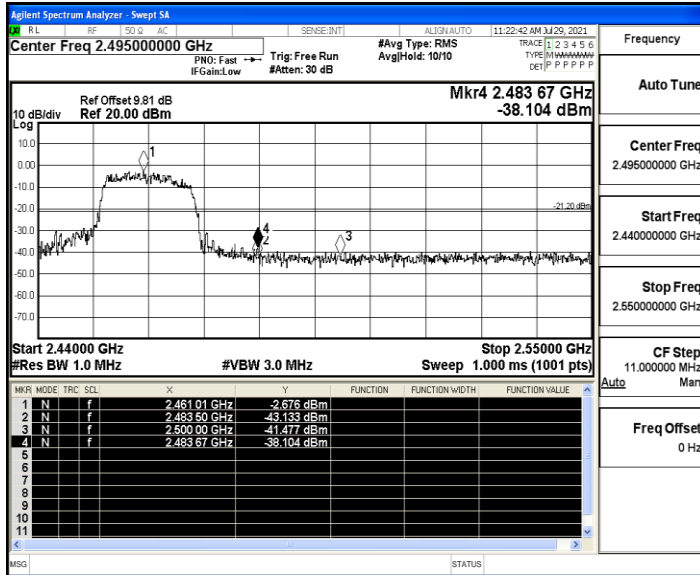 Agilent Spectrum Analyzer - Swept SA
RL RF 50 Ω AC SENSE:INT ALIGN AUTO 11:22:42 AM Jul 29, 2021
Center Freq 2.495000000 GHz
PNO: Fast
IFGain:Low
Trig: Free Run
#Atten: 30 dB
#Avg Type: RMS
Avg|Hold: 10/10
TRACE 1 2 3 4 5 6
TYPE M
DET P P P P P P
Mkr4 2.483 67 GHz
-38.104 dBm
Ref Offset 9.81 dB
10 dB/div Ref 20.00 dBm
Log
10.0
0.00
-10.0
-20.0
-30.0
-40.0
-50.0
-60.0
-70.0
1
-21.20 dBm
4
2
3
Start 2.44000 GHz Stop 2.55000 GHz
#Res BW 1.0 MHz #VBW 3.0 MHz Sweep 1.000 ms (1001 pts)
MKR MODE TRC SCL X Y FUNCTION FUNCTION WIDTH FUNCTION VALUE
1 N f 2.461 01 GHz -2.676 dBm
2 N f 2.483 50 GHz -43.133 dBm
3 N f 2.500 00 GHz -41.477 dBm
4 N f 2.483 67 GHz -38.104 dBm
5
6
7
8
9
10
11
MSG STATUS
Frequency
Auto Tune
Center Freq
2.495000000 GHz
Start Freq
2.440000000 GHz
Stop Freq
2.550000000 GHz
CF Step
11.000000 MHz
Auto Man
Freq Offset
0 Hz